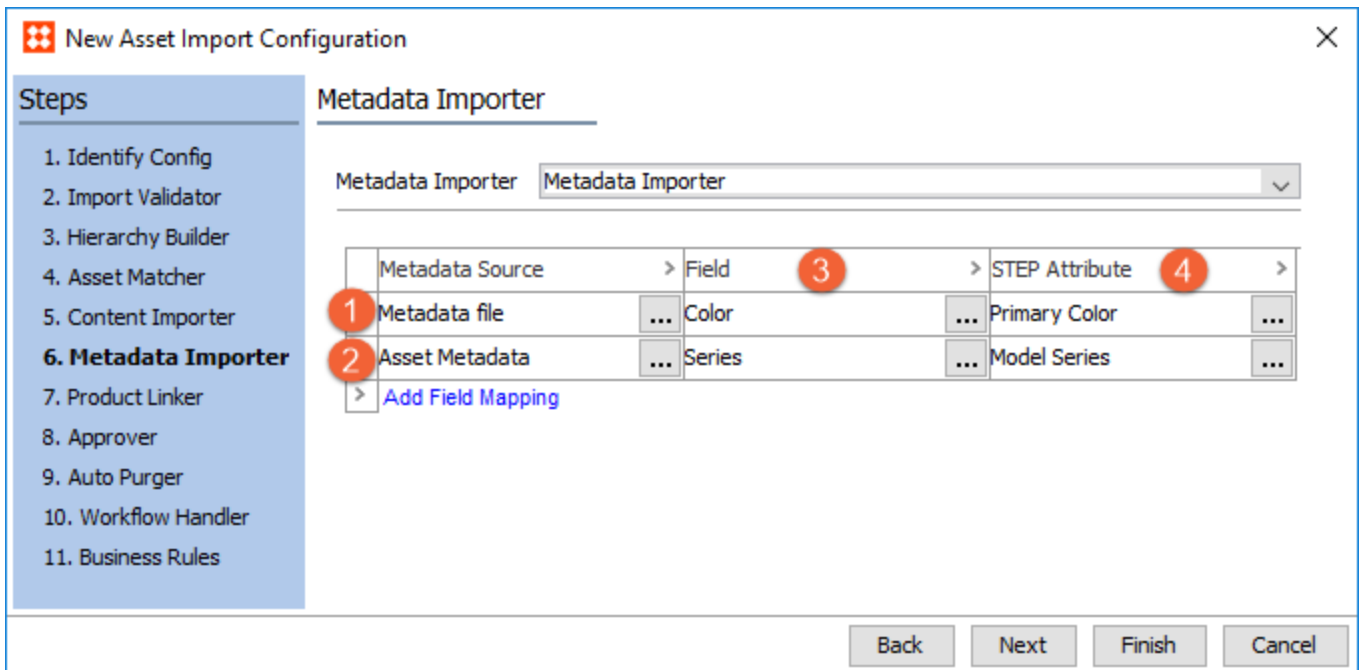 New Asset Import Configuration
Steps
1. Identify Config
2. Import Validator
3. Hierarchy Builder
4. Asset Matcher
5. Content Importer
6. Metadata Importer
7. Product Linker
8. Approver
9. Auto Purger
10. Workflow Handler
11. Business Rules
Metadata Importer
Metadata Importer Metadata Importer
Metadata Source > Field 3 > STEP Attribute 4 >
1 Metadata file ... Color ... Primary Color ...
2 Asset Metadata ... Series ... Model Series ...
> Add Field Mapping
Back Next Finish Cancel